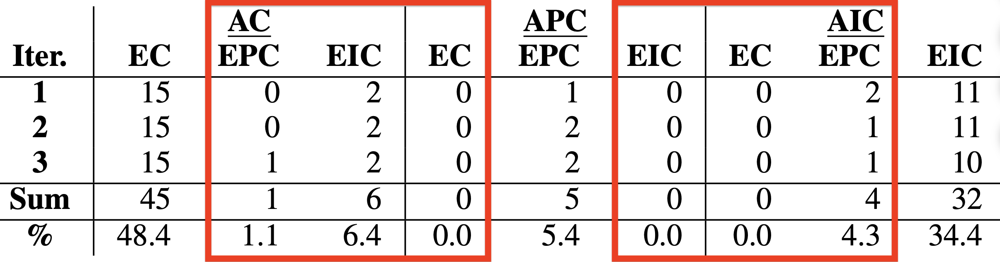 AC APC AIC
Iter. EC EPC EIC EC EPC EIC EC EPC EIC
1 15 0 2 0 1 0 0 2 11
2 15 0 2 0 2 0 0 1 11
3 15 1 2 0 2 0 0 1 10
Sum 45 1 6 0 5 0 0 4 32
% 48.4 1.1 6.4 0.0 5.4 0.0 0.0 4.3 34.4